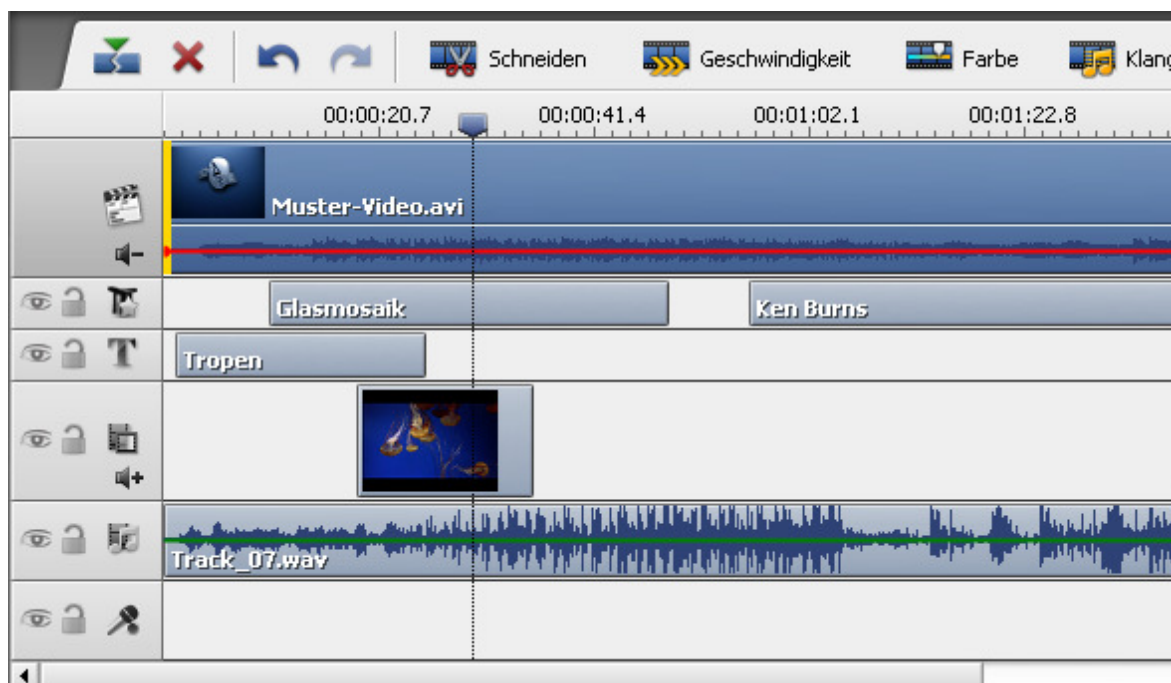 Schneiden Geschwindigkeit Farbe Klang
00:00:20.7 00:00:41.4 00:01:02.1 00:01:22.8
Muster-Video.avi
Glasmosaik Ken Burns
T Tropen
Track_07.wav